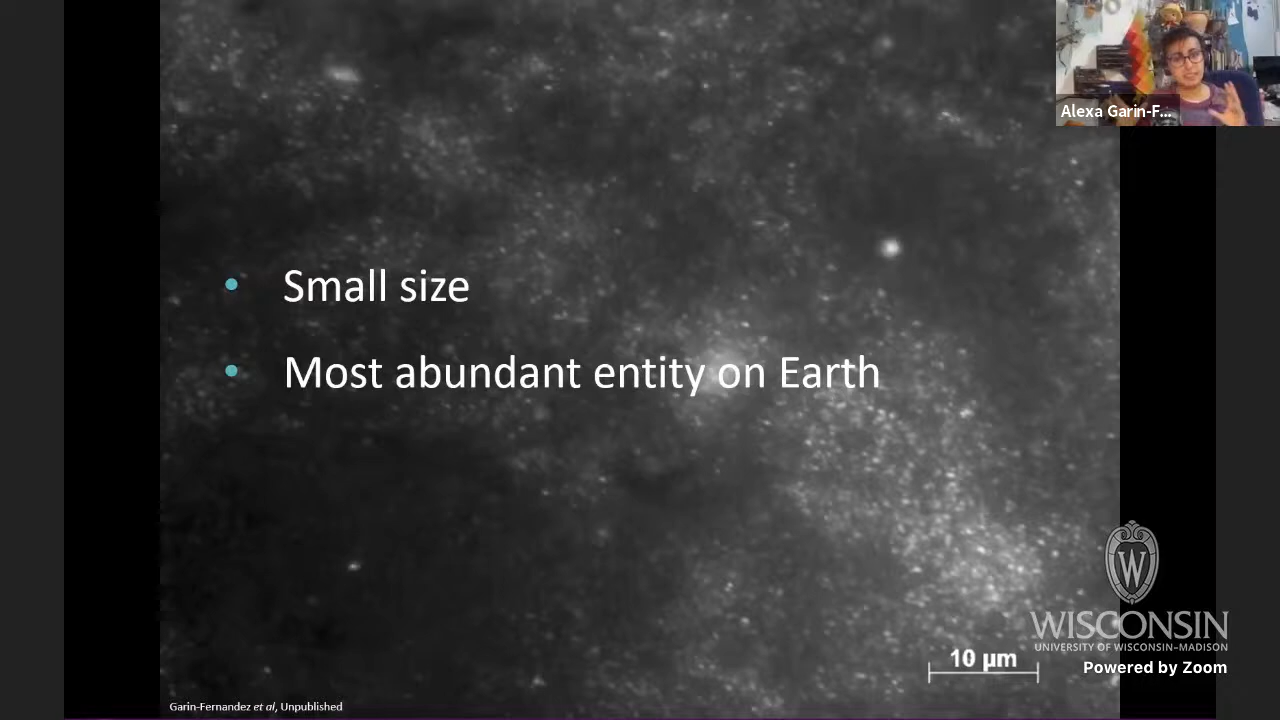 Alexa Garin-F...
• Small size
• Most abundant entity on Earth
W
WISCONSIN
UNIVERSITY OF WISCONSIN–MADISON
10 µm
Powered by Zoom
Garin-Fernandez et al, Unpublished